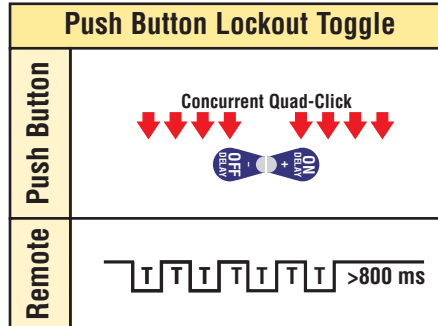 Push Button Lockout Toggle
Push Button
Concurrent Quad-Click
OFF DELAY - + ON DELAY
Remote
T T T T T T T >800 ms